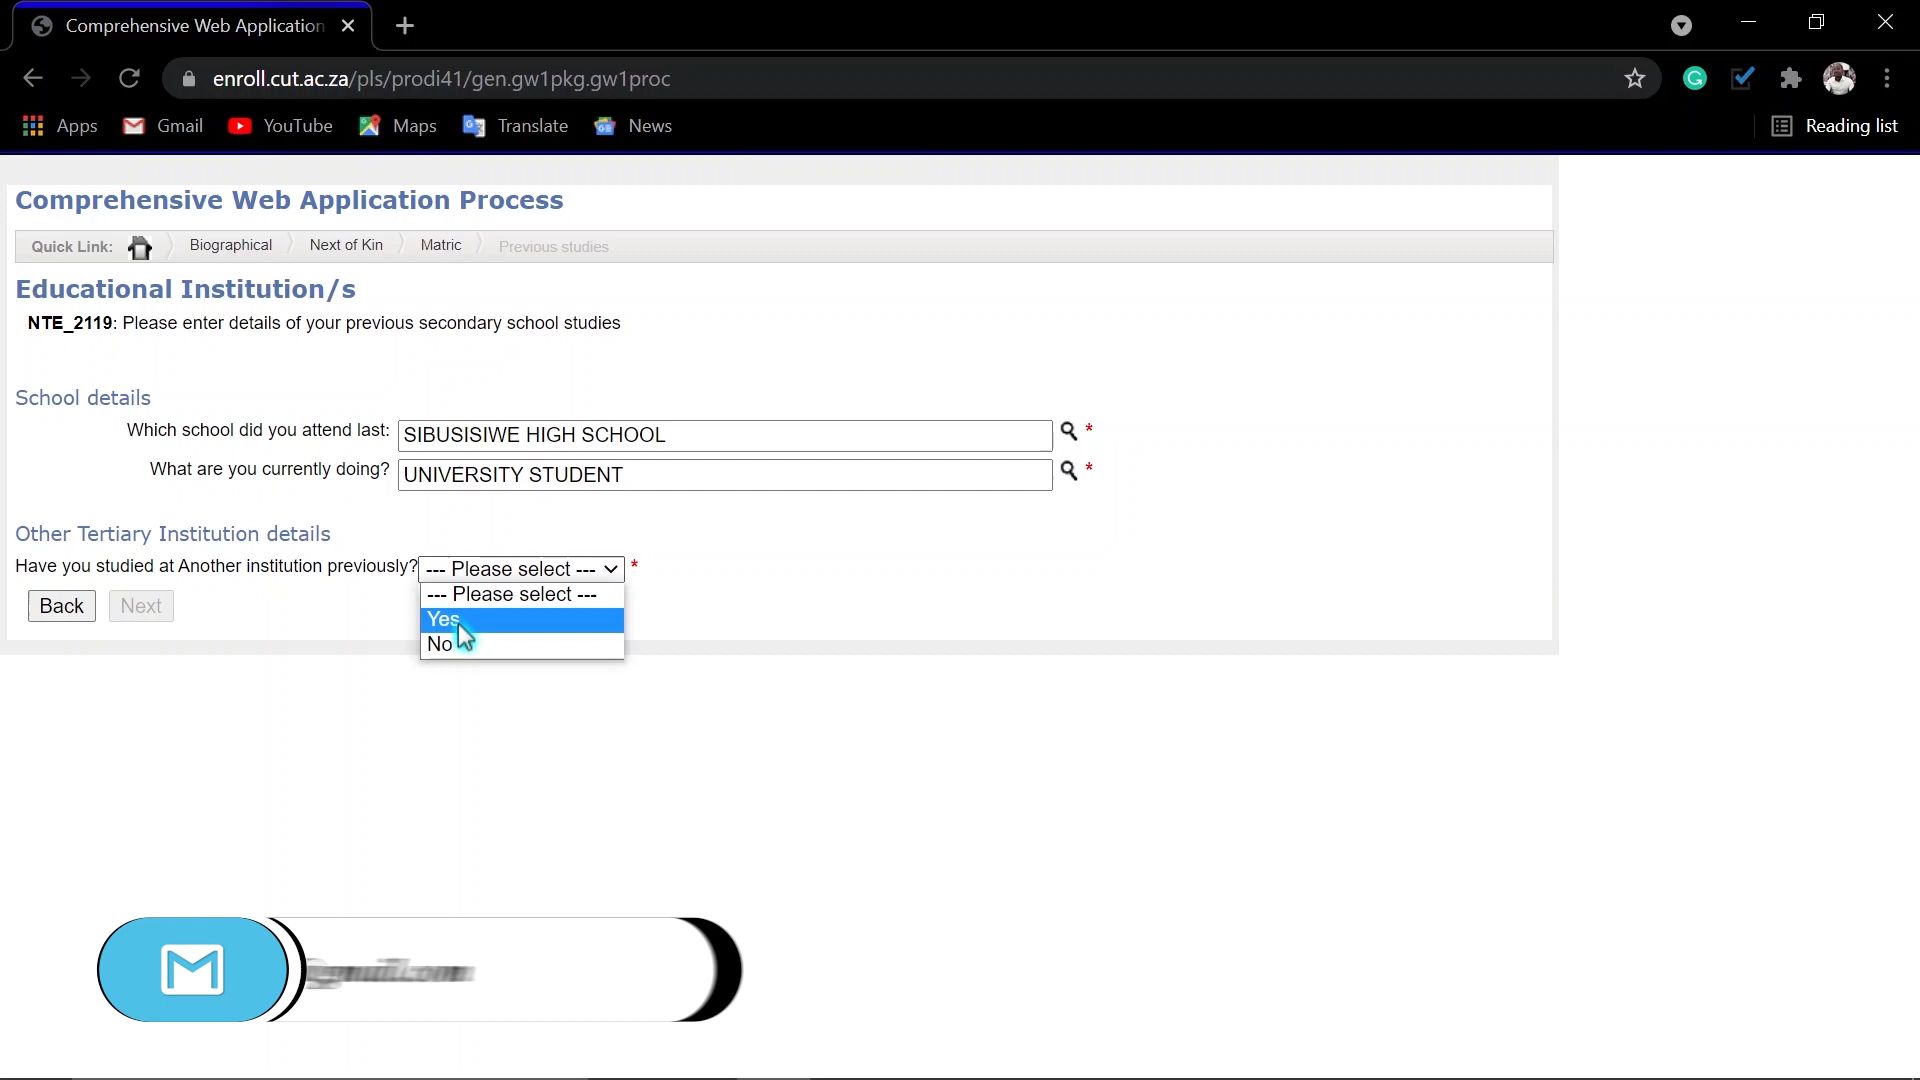 Comprehensive Web Application
enroll.cut.ac.za/pls/prodi41/gen.gw1pkg.gw1proc
Apps Gmail YouTube Maps Translate News Reading list
Comprehensive Web Application Process
Quick Link: Biographical Next of Kin Matric Previous studies
Educational Institution/s
NTE_2119: Please enter details of your previous secondary school studies
School details
Which school did you attend last: SIBUSISIWE HIGH SCHOOL *
What are you currently doing? UNIVERSITY STUDENT *
Other Tertiary Institution details
Have you studied at Another institution previously? --- Please select --- *
--- Please select ---
Back Next
Yes
No